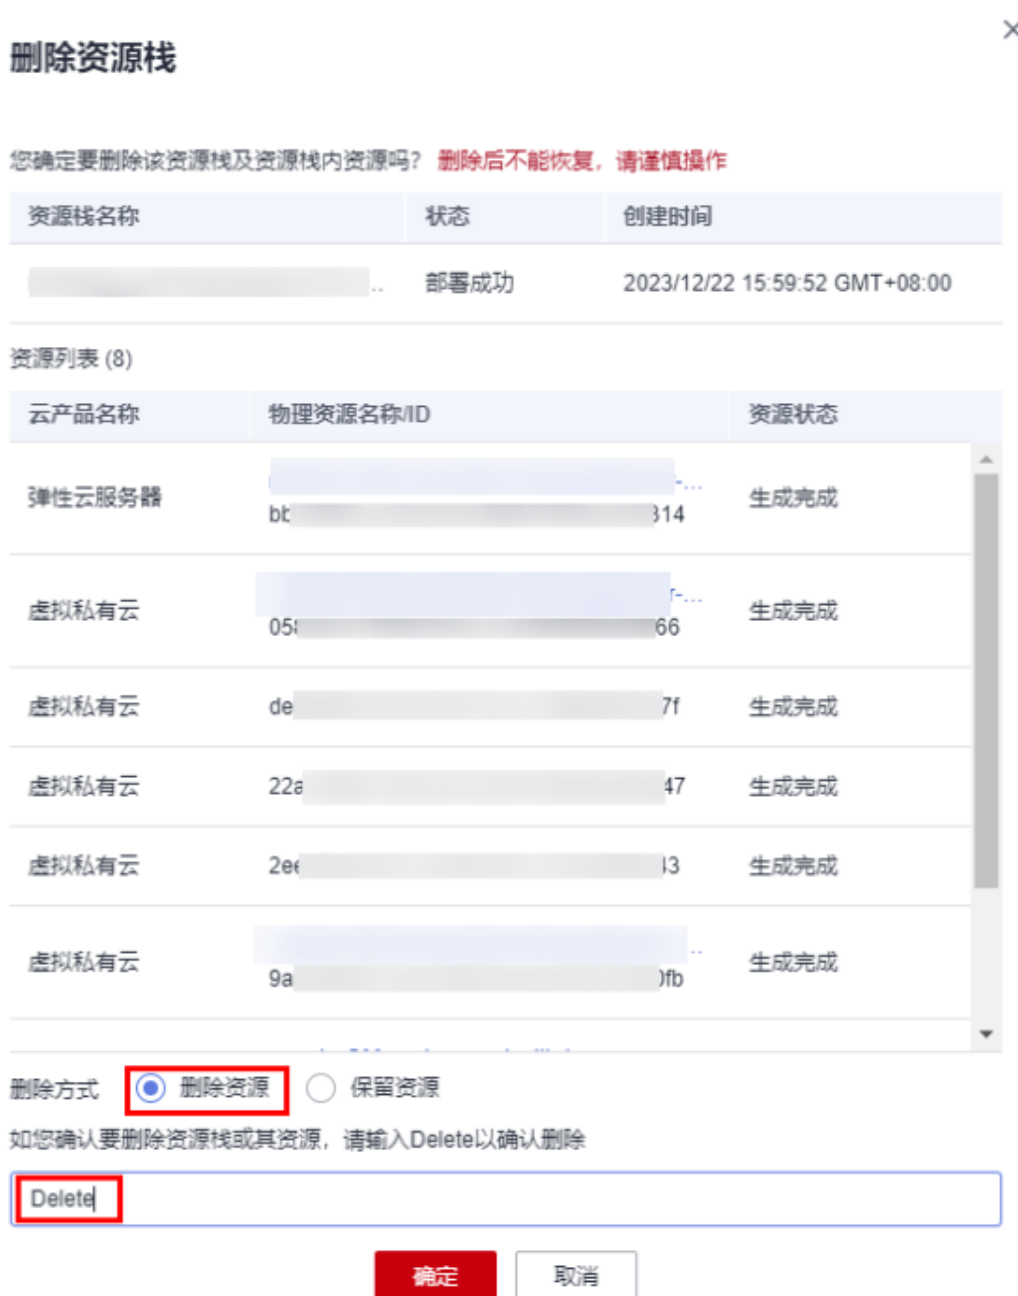 删除资源栈
您确定要删除该资源栈及资源栈内资源吗？ 删除后不能恢复，请谨慎操作
资源栈名称 状态 创建时间
部署成功 2023/12/22 15:59:52 GMT+08:00
资源列表 (8)
云产品名称 物理资源名称/ID 资源状态
弹性云服务器 生成完成
虚拟私有云 生成完成
虚拟私有云 de 7f 生成完成
虚拟私有云 22a 47 生成完成
虚拟私有云 生成完成
虚拟私有云 9a 生成完成
删除方式 删除资源 保留资源
如您确认要删除资源栈或其资源，请输入Delete以确认删除
Delete
确定 取消